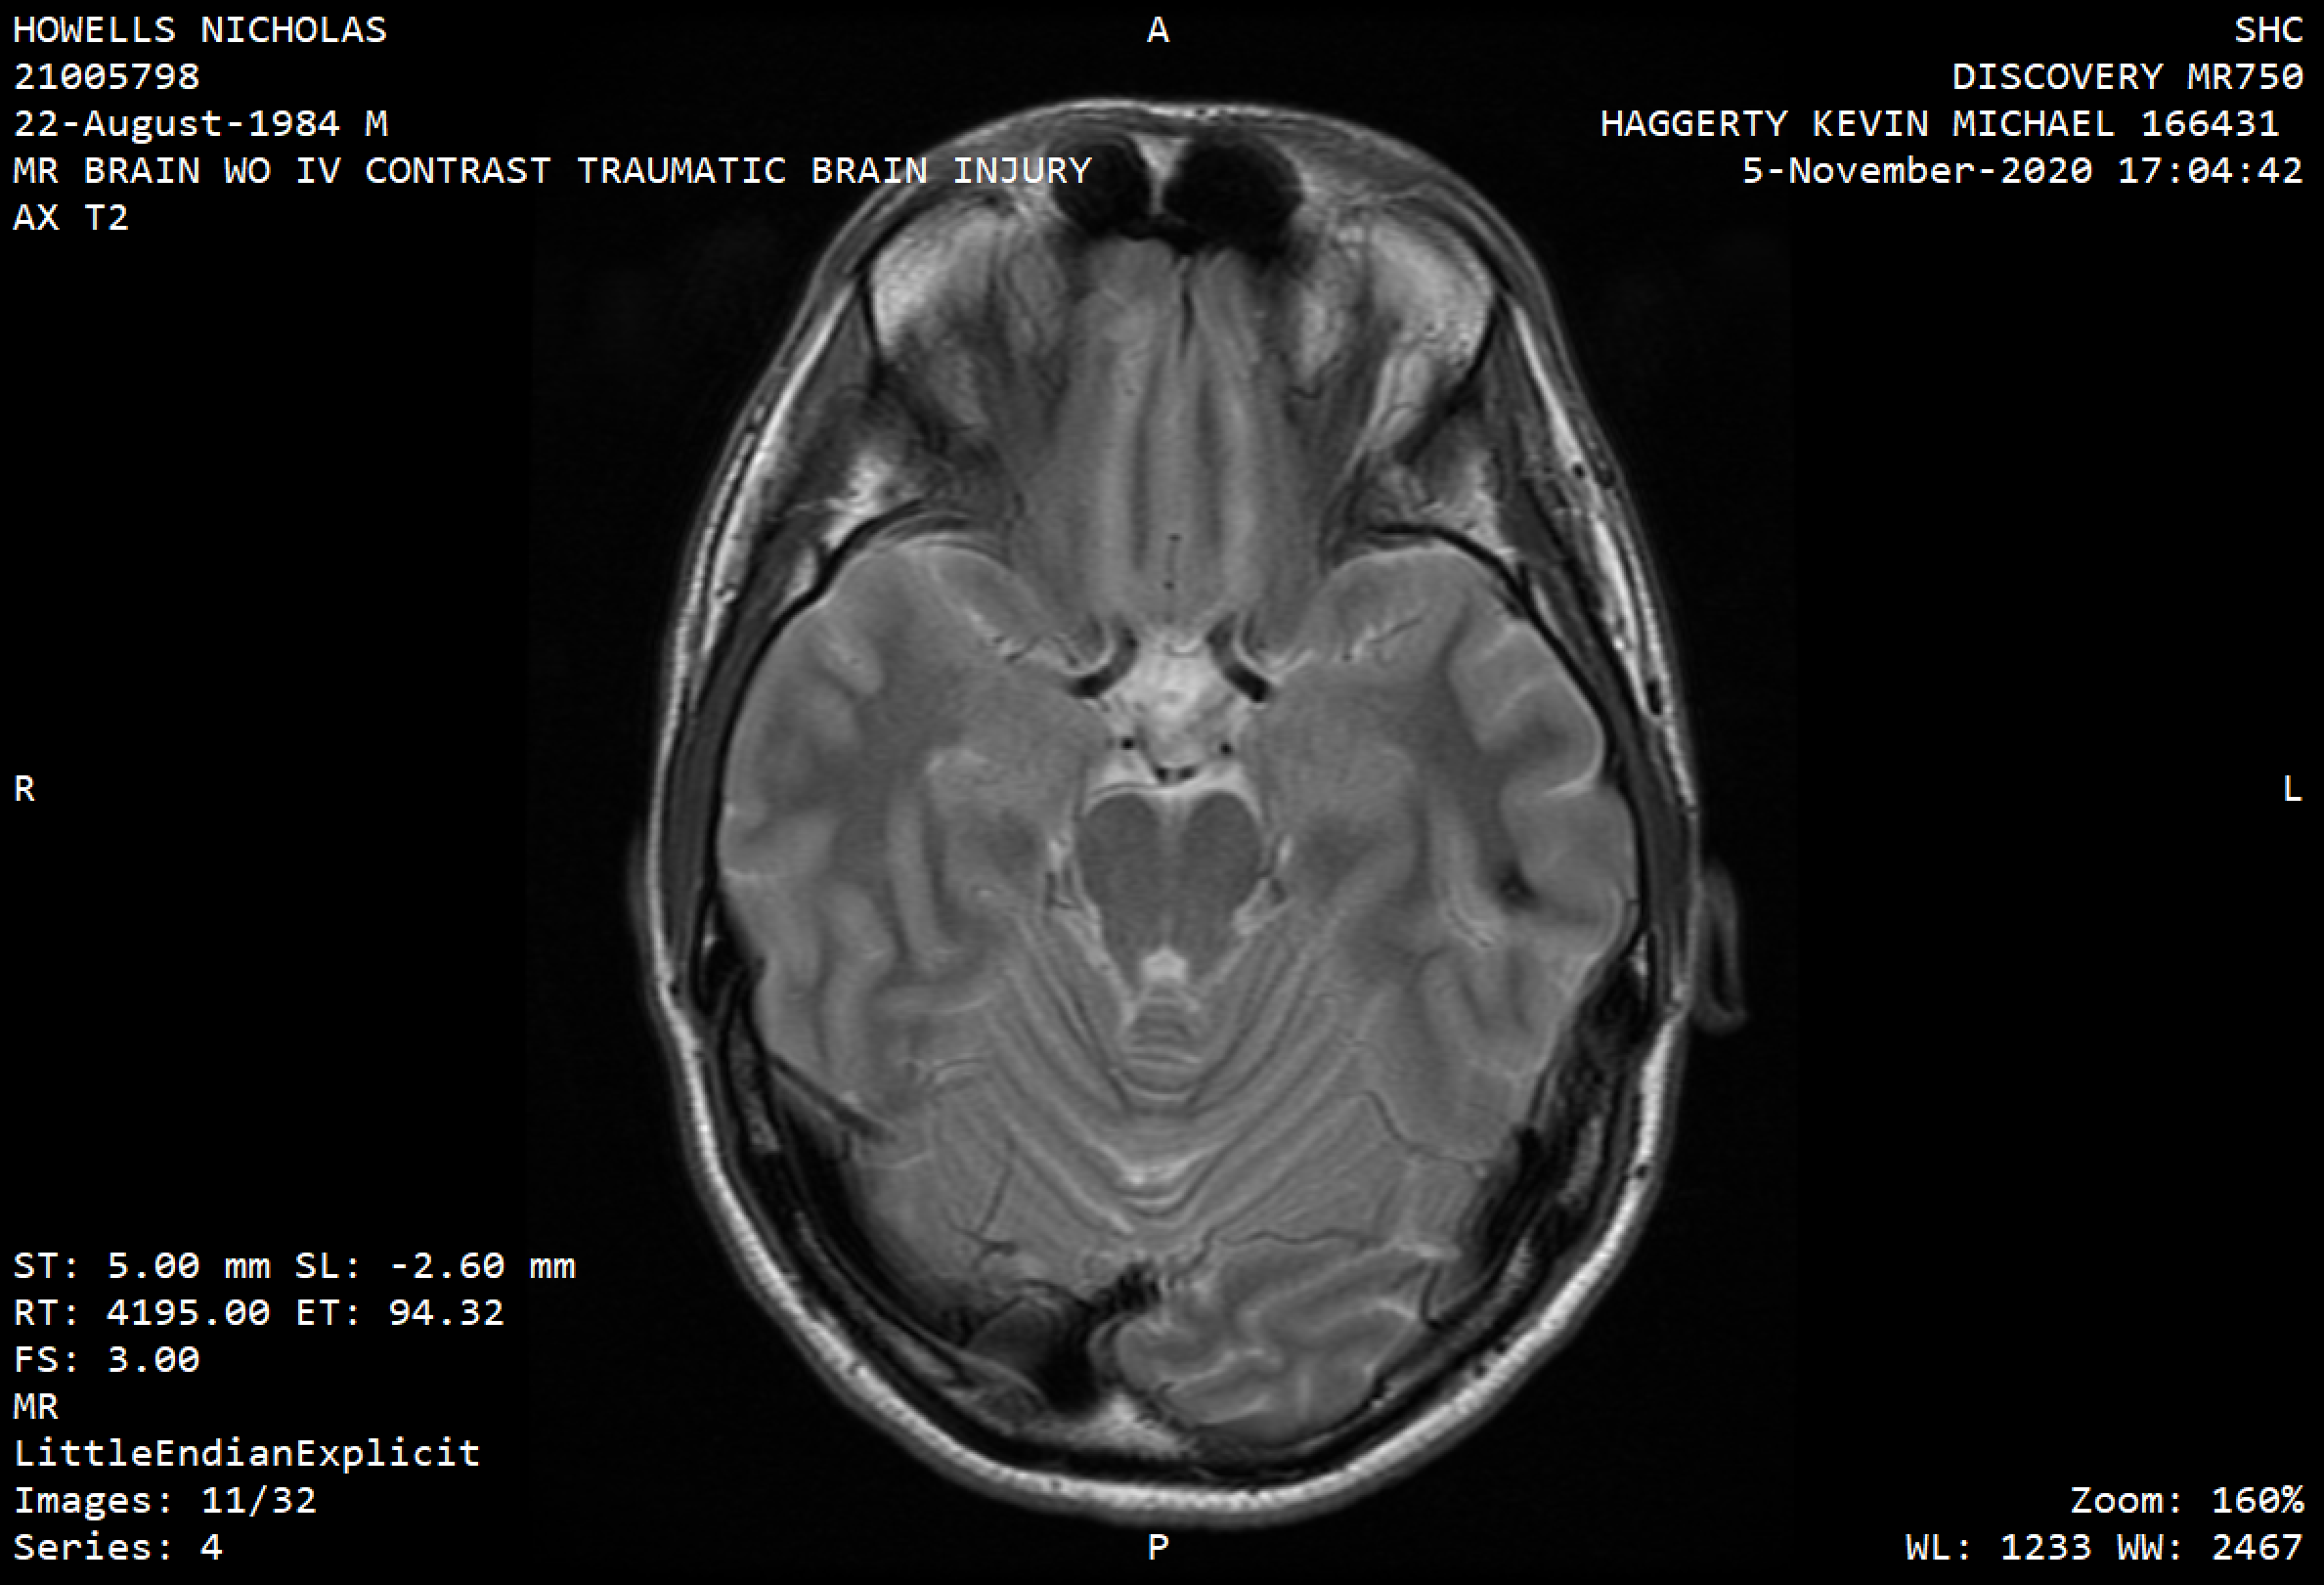 HOWELLS NICHOLAS
21005798
22-August-1984 M
MR BRAIN WO IV CONTRAST TRAUMATIC BRAIN INJURY
AX T2
A
SHC
DISCOVERY MR750
HAGGERTY KEVIN MICHAEL 166431
5-November-2020 17:04:42
R
L
ST: 5.00 mm SL: -2.60 mm
RT: 4195.00 ET: 94.32
FS: 3.00
MR
LittleEndianExplicit
Images: 11/32
Series: 4
P
Zoom: 160%
WL: 1233 WW: 2467